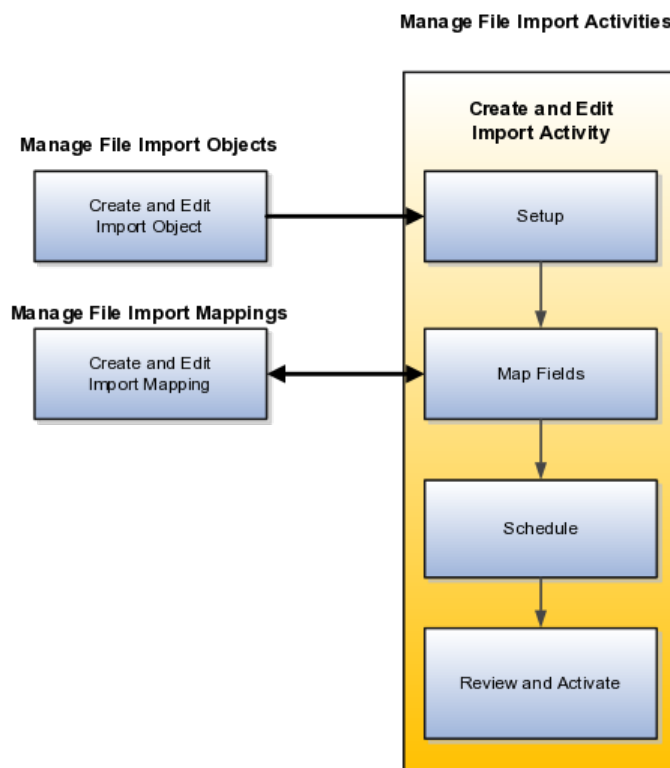 Manage File Import Activities
Create and Edit
Import Activity
Manage File Import Objects
Create and Edit
Import Object
Setup
Manage File Import Mappings
Create and Edit
Import Mapping
Map Fields
Schedule
Review and Activate